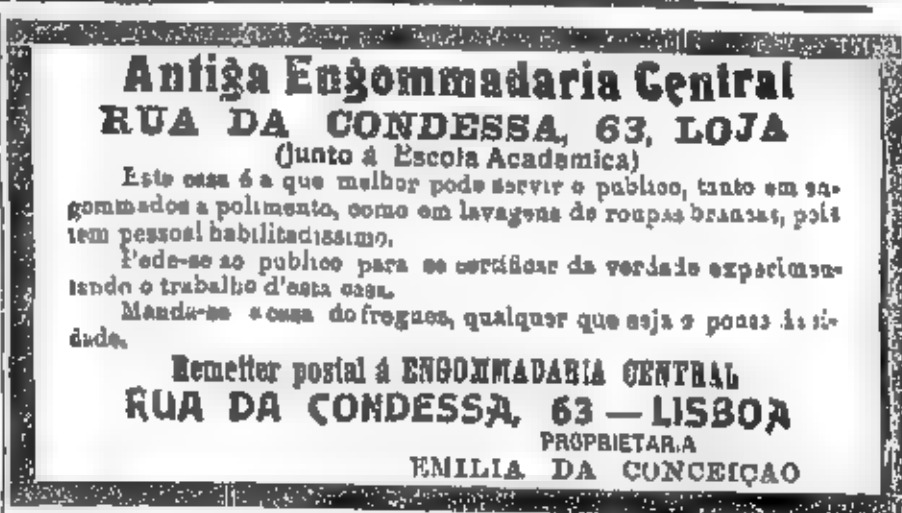 Antiga Engommadaria Central
RUA DA CONDESSA, 63, LOJA
(Junto á Escola Academica)
Esta casa é a que melhor pode servir o publico, tanto em en-
gommados a polimento, como em lavagens de roupas brancas, pois
tem pessoal habilitadissimo.
Pede-se ao publico para se certificar da verdade experimen-
tando o trabalho d'esta casa.
Manda-se a casa do freguez, qualquer que seja o ponto da ci-
dade.
Remetter postal á ENGOMMADARIA CENTRAL
RUA DA CONDESSA, 63 — LISBOA
PROPRIETARIA
EMILIA DA CONCEIÇÃO